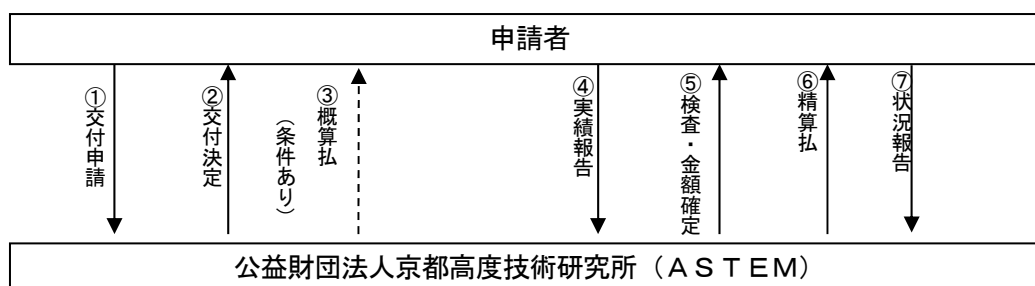 申請者
①交付申請
②交付決定
③概算払
（条件あり）
④実績報告
⑤検査・金額確定
⑥精算払
⑦状況報告
公益財団法人京都高度技術研究所（ＡＳＴＥＭ）